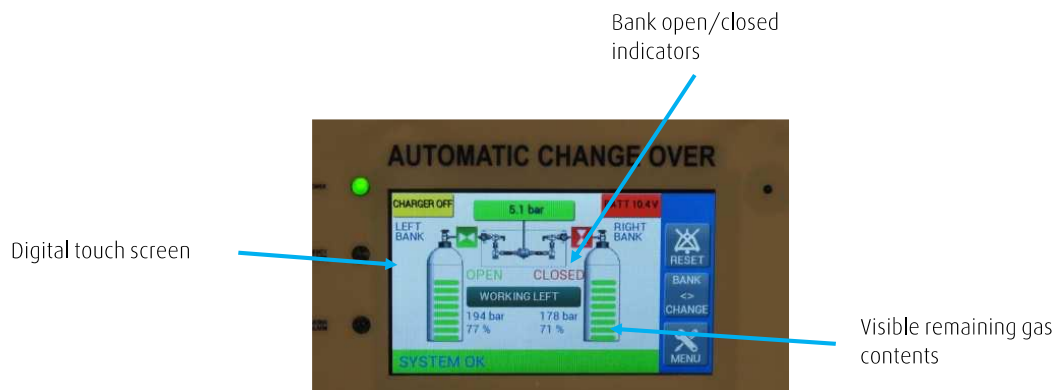 Bank open/closed
indicators
AUTOMATIC CHANGE OVER
CHARGER OFF
5.1 bar
BATT 10.4V
LEFT
BANK
RIGHT
BANK
RESET
Digital touch screen
OPEN
CLOSED
BANK
<>
CHANGE
WORKING LEFT
194 bar
178 bar
77 %
71 %
Visible remaining gas
contents
MENU
SYSTEM OK